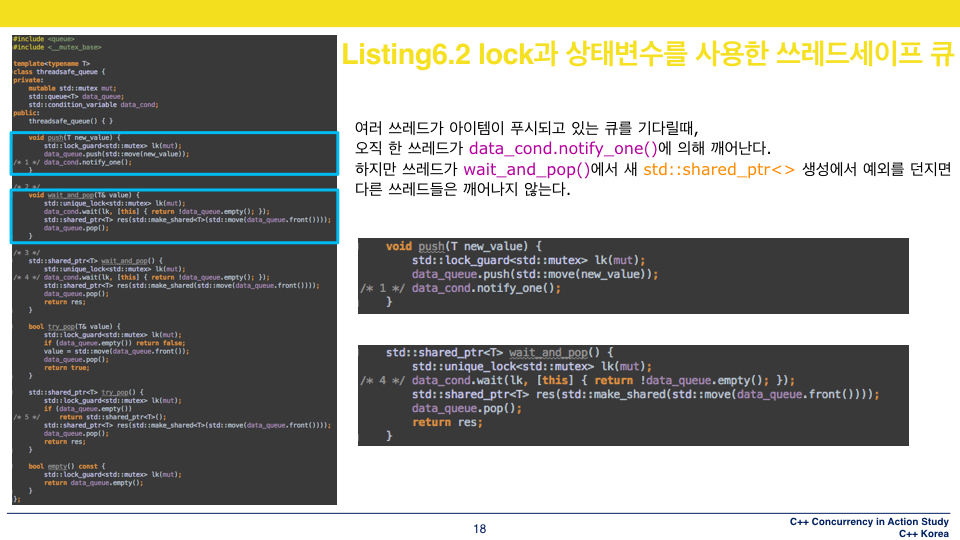 Listing6.2 lock과 상태변수를 사용한 쓰레드세이프 큐
#include <queue>
#include <__mutex_base>
template<typename T>
class threadsafe_queue {
private:
mutable std::mutex mut;
std::queue<T> data_queue;
std::condition_variable data_cond;
public:
threadsafe_queue() { }
void push(T new_value) {
std::lock_guard<std::mutex> lk(mut);
data_queue.push(std::move(new_value));
/* 1 */ data_cond.notify_one();
}
/* 2 */
void wait_and_pop(T& value) {
std::unique_lock<std::mutex> lk(mut);
data_cond.wait(lk, [this] { return !data_queue.empty(); });
std::shared_ptr<T> res(std::make_shared<T>(std::move(data_queue.front())));
data_queue.pop();
}
/* 3 */
std::shared_ptr<T> wait_and_pop() {
std::unique_lock<std::mutex> lk(mut);
/* 4 */ data_cond.wait(lk, [this] { return !data_queue.empty(); });
std::shared_ptr<T> res(std::make_shared(std::move(data_queue.front())));
data_queue.pop();
return res;
}
bool try_pop(T& value) {
std::lock_guard<std::mutex> lk(mut);
if (data_queue.empty()) return false;
value = std::move(data_queue.front());
data_queue.pop();
return true;
}
std::shared_ptr<T> try_pop() {
std::lock_guard<std::mutex> lk(mut);
if (data_queue.empty())
/* 5 */ return std::shared_ptr<T>();
std::shared_ptr<T> res(std::make_shared<T>(std::move(data_queue.front())));
data_queue.pop();
return res;
}
bool empty() const {
std::lock_guard<std::mutex> lk(mut);
return data_queue.empty();
}
};
여러 쓰레드가 아이템이 푸시되고 있는 큐를 기다릴때,
오직 한 쓰레드가 data_cond.notify_one()에 의해 깨어난다.
하지만 쓰레드가 wait_and_pop()에서 새 std::shared_ptr<> 생성에서 예외를 던지면
다른 쓰레드들은 깨어나지 않는다.
void push(T new_value) {
std::lock_guard<std::mutex> lk(mut);
data_queue.push(std::move(new_value));
/* 1 */ data_cond.notify_one();
}
std::shared_ptr<T> wait_and_pop() {
std::unique_lock<std::mutex> lk(mut);
/* 4 */ data_cond.wait(lk, [this] { return !data_queue.empty(); });
std::shared_ptr<T> res(std::make_shared(std::move(data_queue.front())));
data_queue.pop();
return res;
}
18
C++ Concurrency in Action Study
C++ Korea